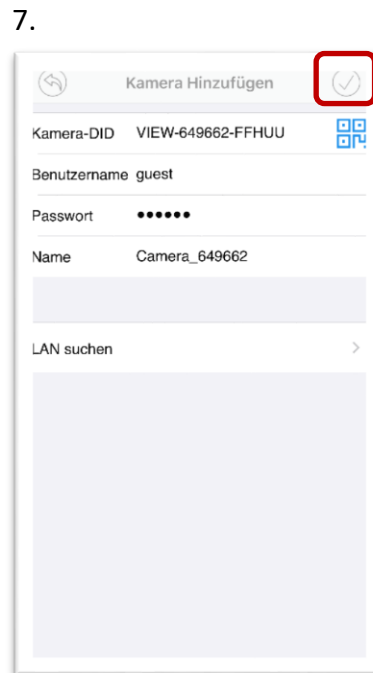 7.
Kamera Hinzufügen
Kamera-DID VIEW-649662-FFHUU
Benutzername guest
Passwort ••••••
Name Camera_649662
LAN suchen